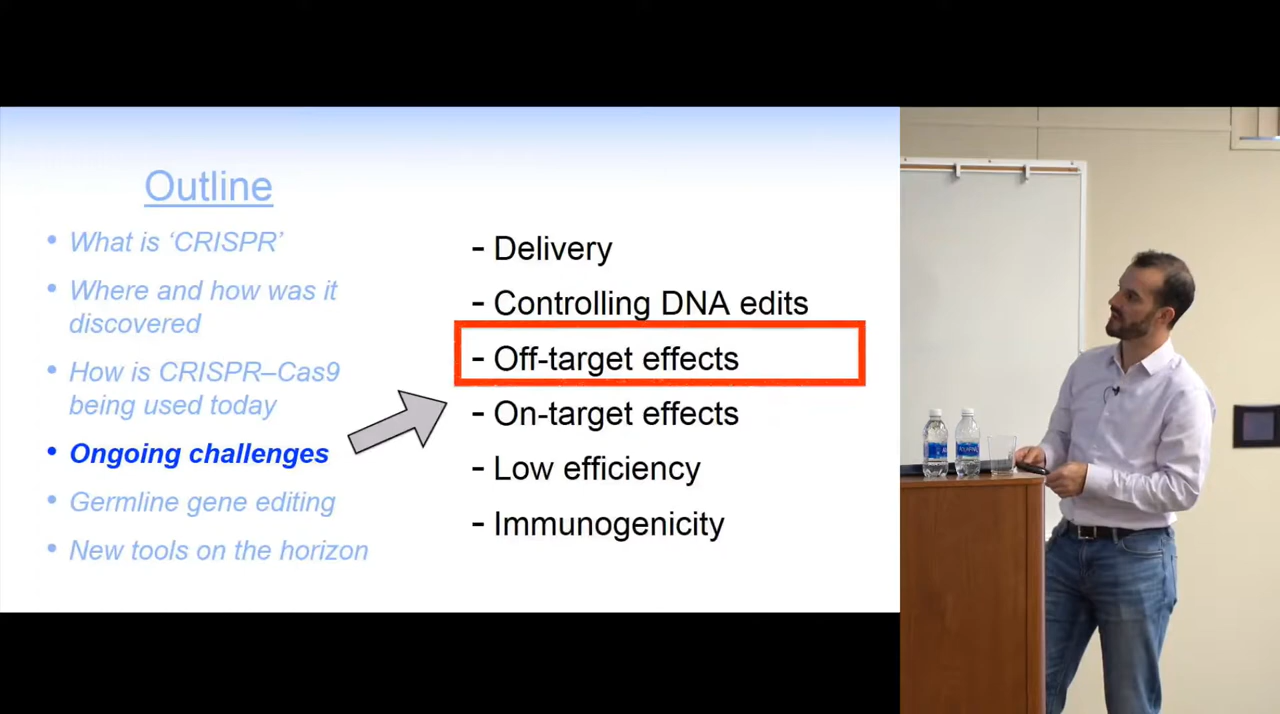 Outline
• What is ‘CRISPR’
• Where and how was it
discovered
• How is CRISPR–Cas9
being used today
• Ongoing challenges
• Germline gene editing
• New tools on the horizon
- Delivery
- Controlling DNA edits
- Off-target effects
- On-target effects
- Low efficiency
- Immunogenicity